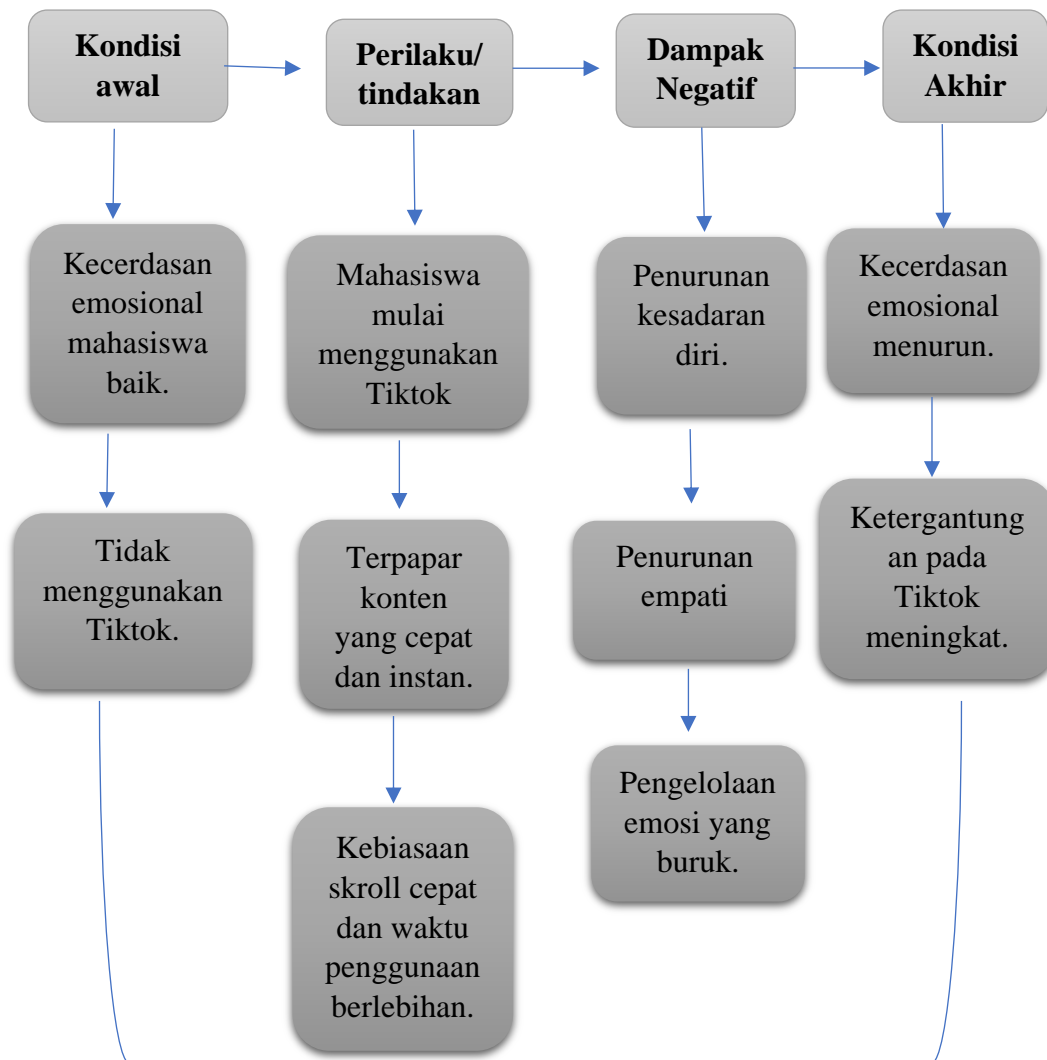 Kondisi
awal
Perilaku/
tindakan
Dampak
Negatif
Kondisi
Akhir
Kecerdasan
emosional
mahasiswa
baik.
Tidak
menggunakan
Tiktok.
Mahasiswa
mulai
menggunakan
Tiktok
Terpapar
konten
yang cepat
dan instan.
Kebiasaan
skroll cepat
dan waktu
penggunaan
berlebihan.
Penurunan
kesadaran
diri.
Penurunan
empati
Pengelolaan
emosi yang
buruk.
Kecerdasan
emosional
menurun.
Ketergantung
an pada
Tiktok
meningkat.